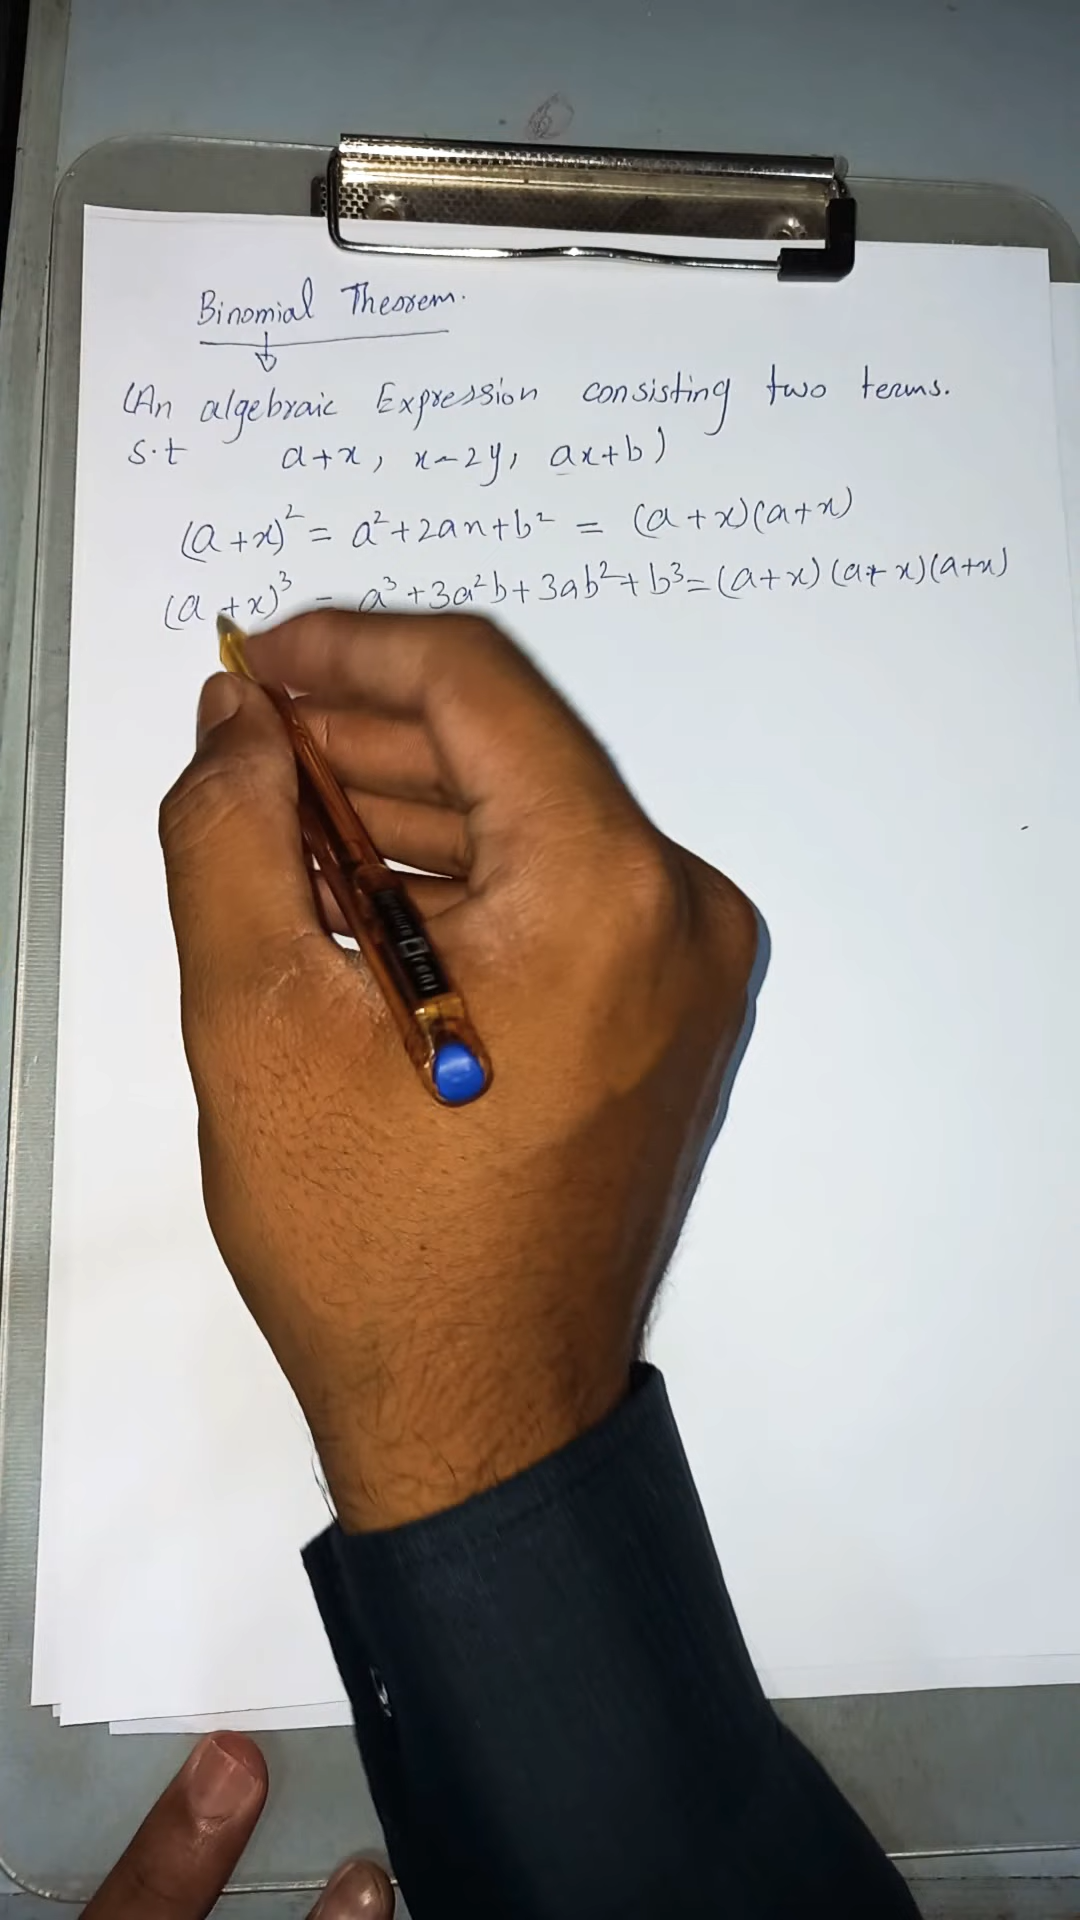 Binomial Theorem.
(An algebraic Expression consisting two terms.
s.t a+x, x-2y, ax+b)
(a+x)² = a²+2ax+b² = (a+x)(a+x)
(a+x)³ = a³+3a²b+3ab²+b³=(a+x)(a+x)(a+x)